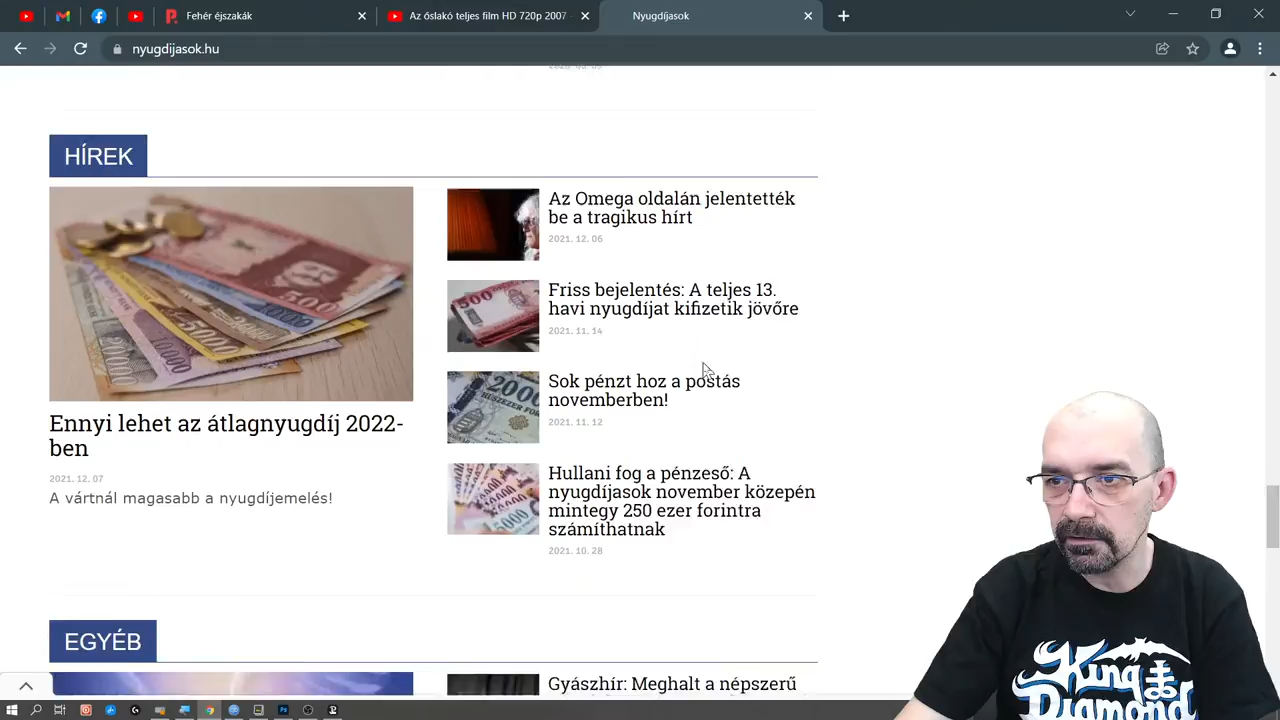 Fehér éjszakák
Az őslakó teljes film HD 720p 2007 -
Nyugdíjasok
nyugdijasok.hu
HÍREK
Ennyi lehet az átlagnyugdíj 2022-
ben
2021. 12. 07
A vártnál magasabb a nyugdíjemelés!
Az Omega oldalán jelentették
be a tragikus hírt
2021. 12. 06
Friss bejelentés: A teljes 13.
havi nyugdíjat kifizetik jövőre
2021. 11. 14
Sok pénzt hoz a postás
novemberben!
2021. 11. 12
Hullani fog a pénzeső: A
nyugdíjasok november közepén
mintegy 250 ezer forintra
számíthatnak
2021. 10. 28
EGYÉB
Gyászhír: Meghalt a népszerű
King
Diamond